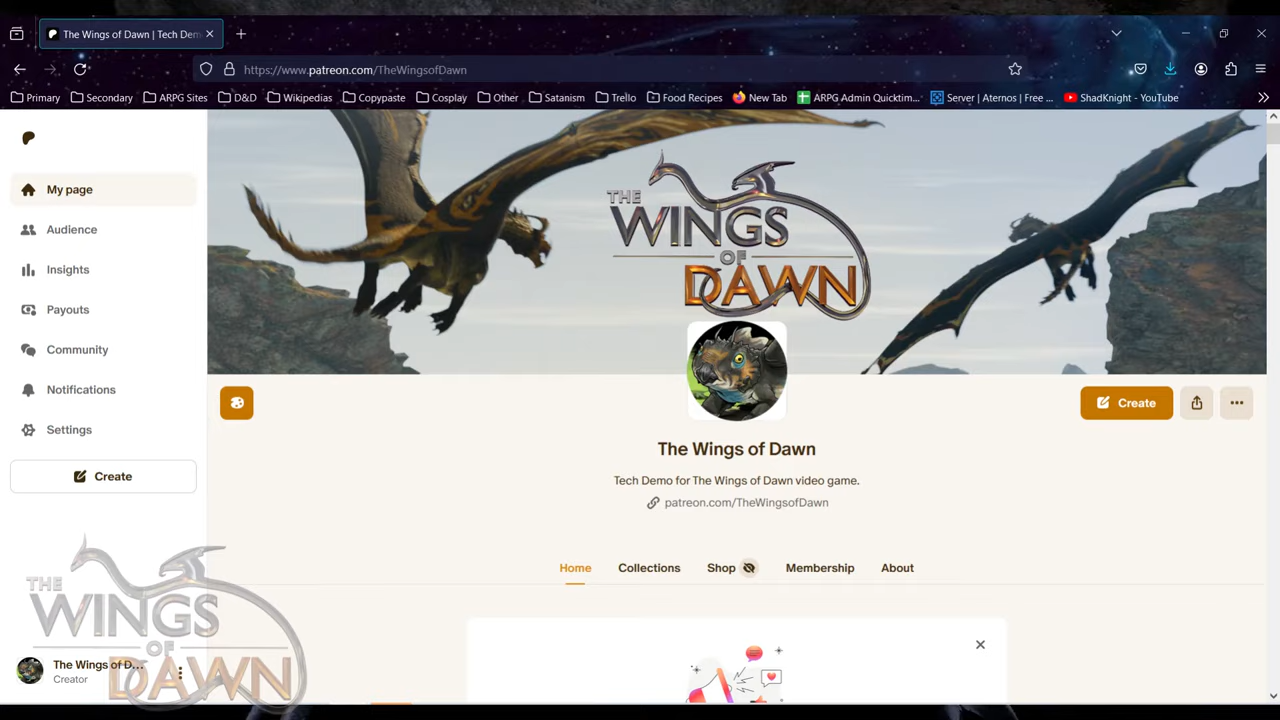 The Wings of Dawn | Tech Dem
https://www.patreon.com/TheWingsofDawn
Primary Secondary ARPG Sites D&D Wikipedias Copypaste Cosplay Other Satanism Trello Food Recipes New Tab ARPG Admin Quicktim... Server | Aternos | Free ... ShadKnight - YouTube
THE
WINGS
OF
DAWN
My page
Audience
Insights
Payouts
Community
Notifications
Settings
Create
Create
The Wings of Dawn
Tech Demo for The Wings of Dawn video game.
patreon.com/TheWingsofDawn
Home Collections Shop Membership About
THE
WINGS
OF
DAWN
The Wings of D...
Creator